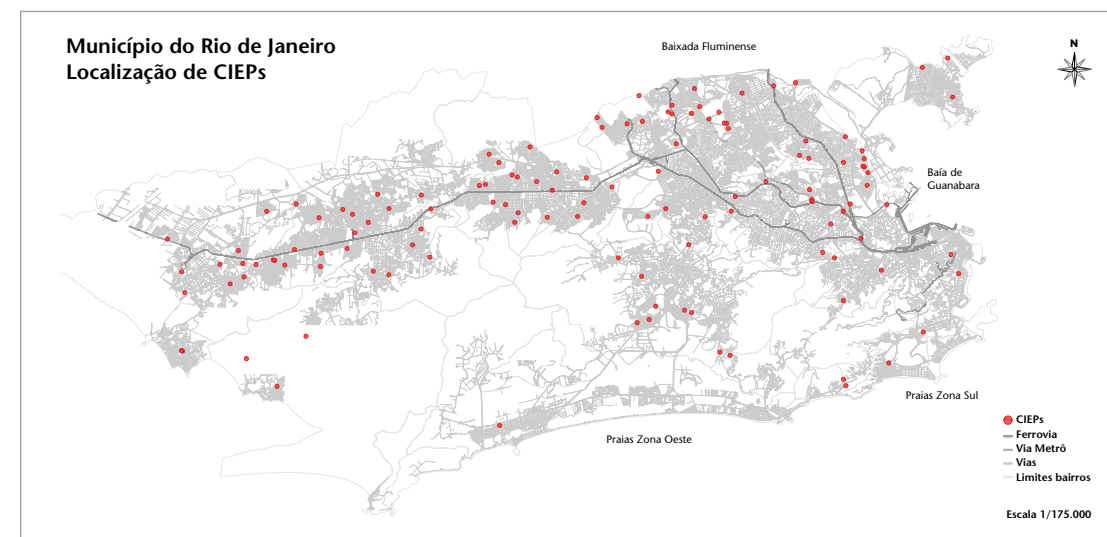 Município do Rio de Janeiro
Localização de CIEPs
Baixada Fluminense
N
Baía de
Guanabara
Praias Zona Sul
Praias Zona Oeste
CIEPs
Ferrovia
Via Metrô
Vias
Limites bairros
Escala 1/175.000